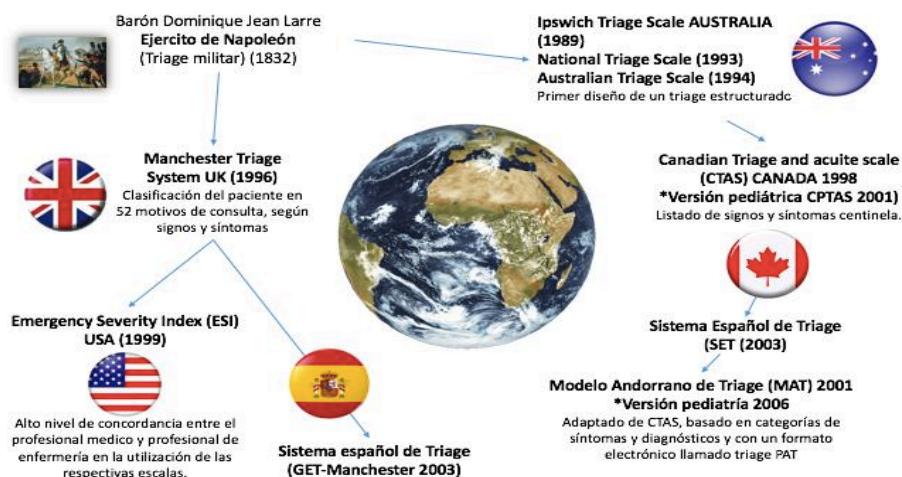 Barón Dominique Jean Larre
Ejercito de Napoleón
(Triage militar) (1832)
Ipswich Triage Scale AUSTRALIA
(1989)
National Triage Scale (1993)
Australian Triage Scale (1994)
Primer diseño de un triage estructurado
Manchester Triage
System UK (1996)
Clasificación del paciente en
52 motivos de consulta, según
signos y síntomas
Canadian Triage and acuite scale
(CTAS) CANADA 1998
*Versión pediátrica CPTAS 2001)
Listado de signos y síntomas centinela.
Emergency Severity Index (ESI)
USA (1999)
Alto nivel de concordancia entre el
profesional medico y profesional de
enfermería en la utilización de las
respectivas escalas.
Sistema español de Triage
(GET-Manchester 2003)
Sistema Español de Triage
(SET (2003)
Modelo Andorrano de Triage (MAT) 2001
*Versión pediatría 2006
Adaptado de CTAS, basado en categorías de
síntomas y diagnósticos y con un formato
electrónico llamado triage PAT